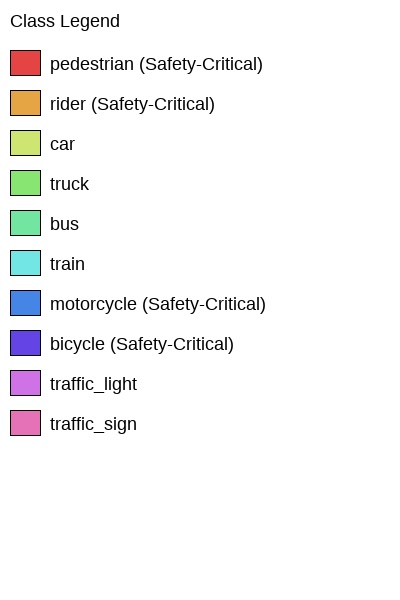 Class Legend
pedestrian (Safety-Critical)
rider (Safety-Critical)
car
truck
bus
train
motorcycle (Safety-Critical)
bicycle (Safety-Critical)
traffic_light
traffic_sign